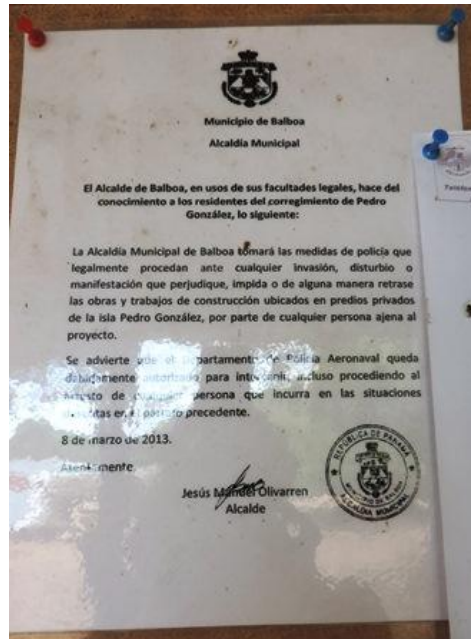 Municipio de Balboa
Alcaldía Municipal
El Alcalde de Balboa, en usos de sus facultades legales, hace del
conocimiento a los residentes del corregimiento de Pedro
González, lo siguiente:
La Alcaldía Municipal de Balboa tomará las medidas de policía que
legalmente procedan ante cualquier invasión, disturbio o
manifestación que perjudique, impida o de alguna manera retrase
las obras y trabajos de construcción ubicados en predios privados
de la isla Pedro González, por parte de cualquier persona ajena al
proyecto.
Se advierte que el Departamento de Policía Aeronaval queda
debidamente autorizado para intervenir, incluso procediendo al
arresto de cualquier persona que incurra en las situaciones
descritas en el párrafo precedente.
8 de marzo de 2013.
Atentamente
Jesús Manuel Olivarren
Alcalde
REPÚBLICA DE PANAMÁ
MUNICIPIO DE BALBOA
ALCALDIA MUNICIPAL